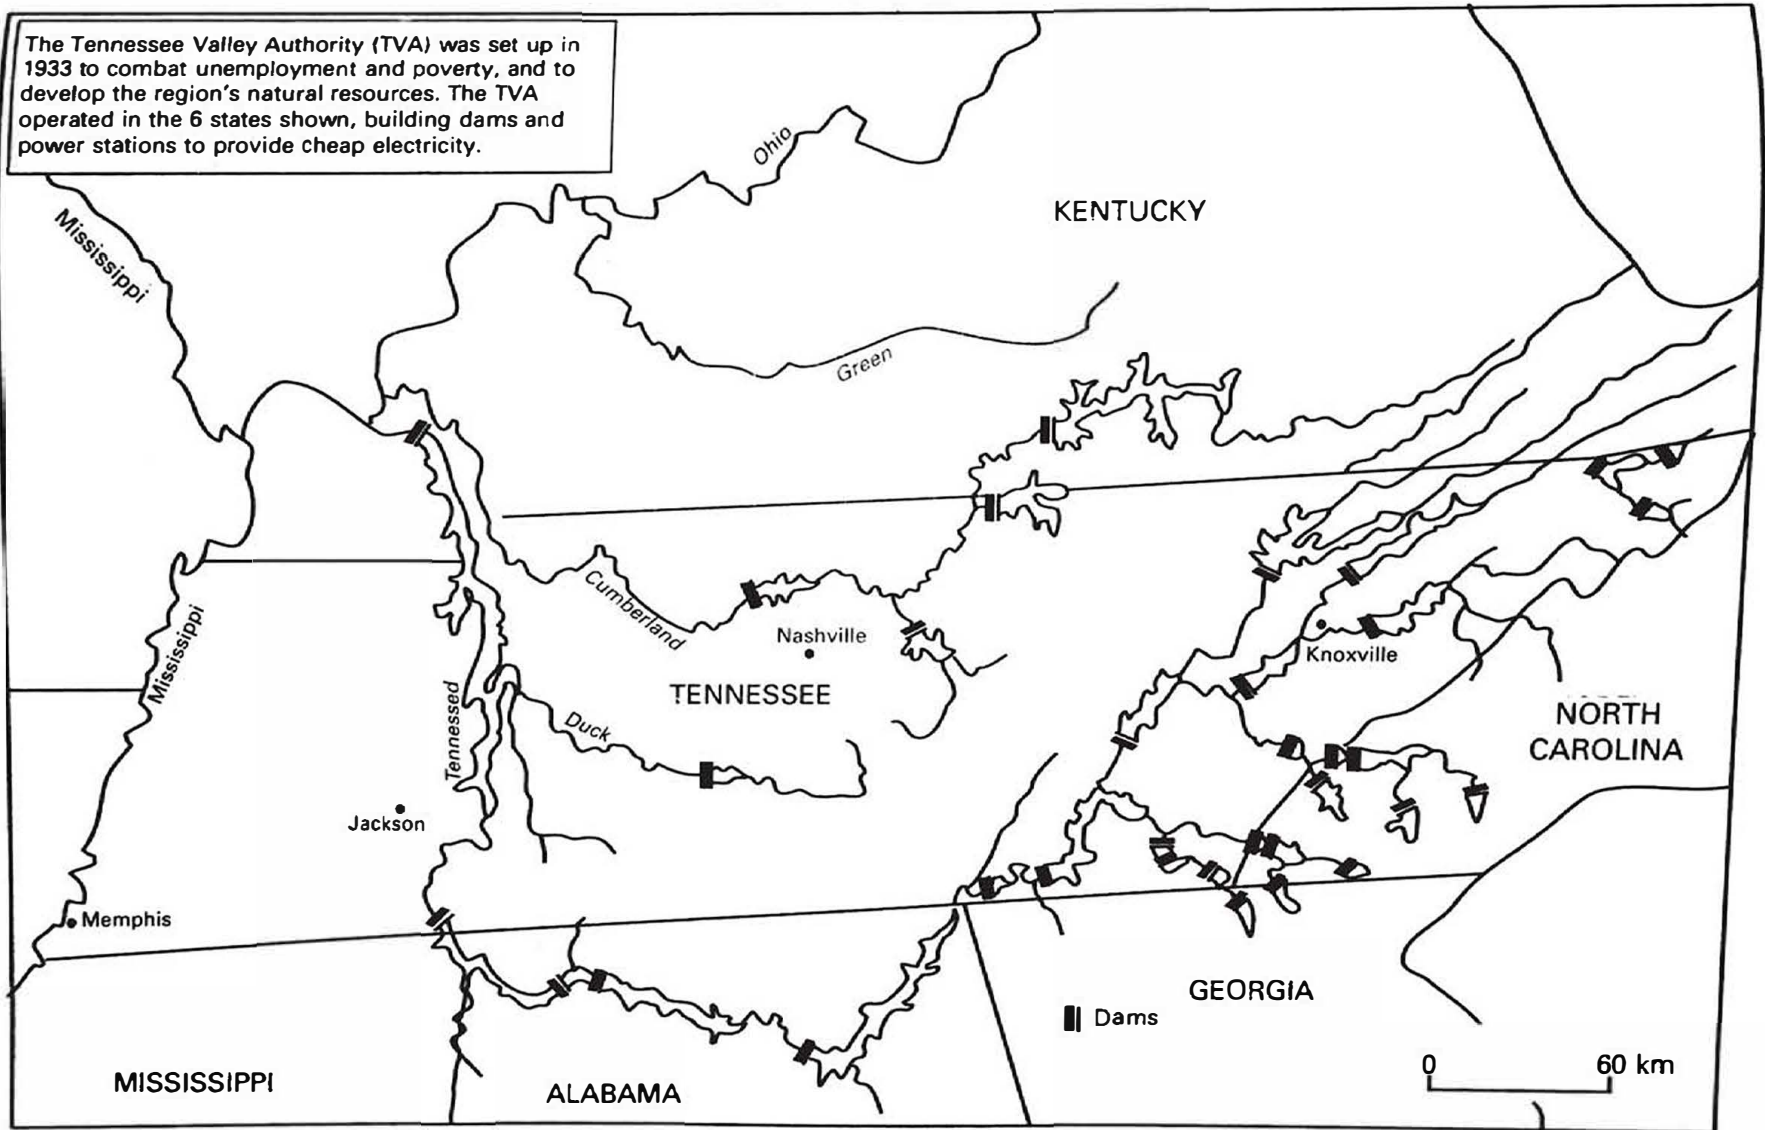 The Tennessee Valley Authority (TVA) was set up in
1933 to combat unemployment and poverty, and to
develop the region's natural resources. The TVA
operated in the 6 states shown, building dams and
power stations to provide cheap electricity.
Ohio
Mississippi
KENTUCKY
Green
Cumberland
Mississippi
Nashville
Knoxville
TENNESSEE
Tennessed
Duck
NORTH
CAROLINA
Jackson
Memphis
GEORGIA
Dams
0 60 km
MISSISSIPPI
ALABAMA